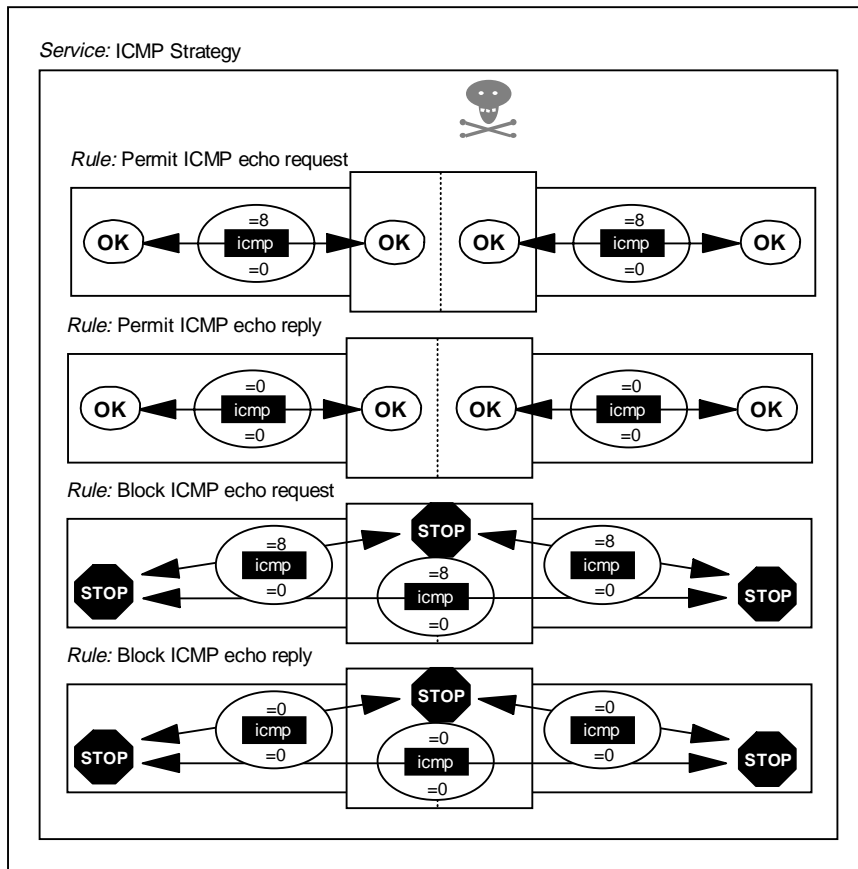 Service: ICMP Strategy
Rule: Permit ICMP echo request
=8 =8
OK icmp OK OK icmp OK
=0 =0
Rule: Permit ICMP echo reply
=0 =0
OK icmp OK OK icmp OK
=0 =0
Rule: Block ICMP echo request
STOP
=8 =8
icmp icmp
=8
STOP =0 =0 STOP
icmp
=0
Rule: Block ICMP echo reply
STOP
=0 =0
icmp icmp
=0
STOP =0 =0 STOP
icmp
=0